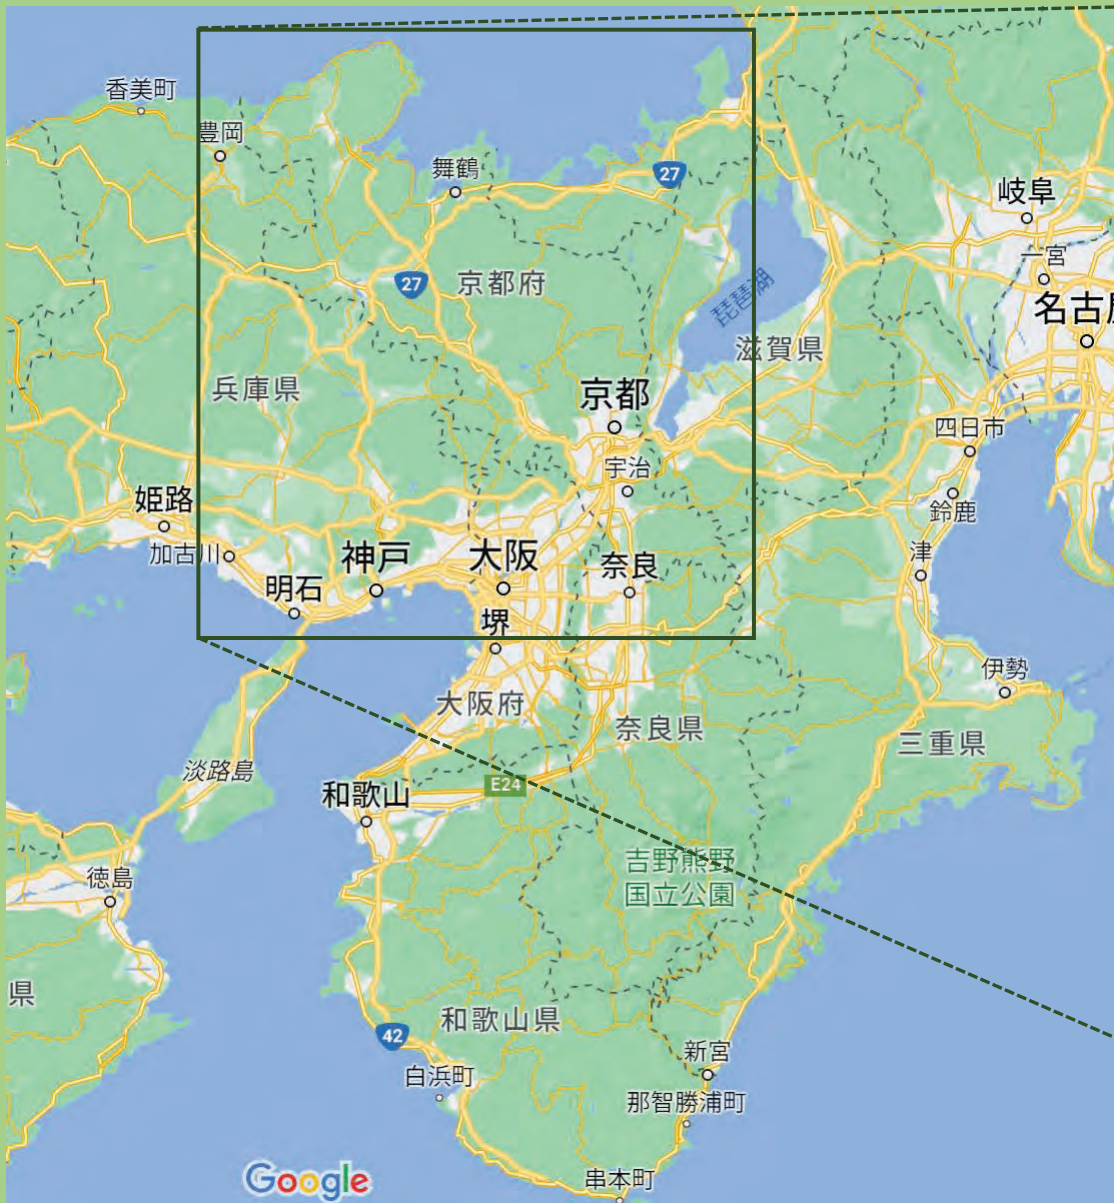 香美町
豊岡
舞鶴
27
岐阜
一宮
27
京都府
琵琶湖
名古
滋賀県
兵庫県
京都
四日市
宇治
姫路
鈴鹿
加古川
神戸
大阪
奈良
津
明石
堺
伊勢
大阪府
奈良県
三重県
淡路島
E24
和歌山
吉野熊野
国立公園
徳島
県
和歌山県
42
新宮
白浜町
那智勝浦町
Google
串本町